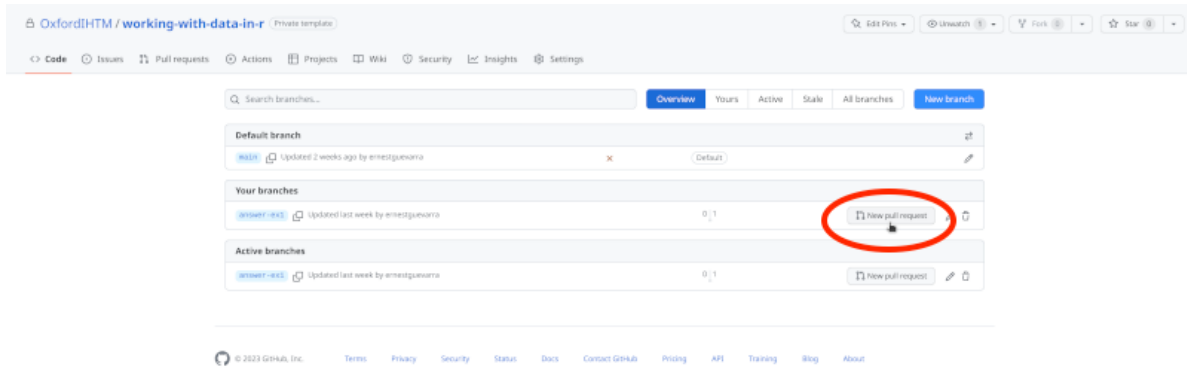 OxfordIHTM / working-with-data-in-r Private template Edit Pins Unwatch 1 Fork 0 Star 0
Code Issues Pull requests Actions Projects Wiki Security Insights Settings
Search branches... Overview Yours Active Stale All branches New branch
Default branch
main Updated 2 weeks ago by ernestguevarra Default
Your branches
answer-ex1 Updated last week by ernestguevarra 0 1 New pull request
Active branches
answer-ex1 Updated last week by ernestguevarra 0 1 New pull request
© 2023 GitHub, Inc. Terms Privacy Security Status Docs Contact GitHub Pricing API Training Blog About